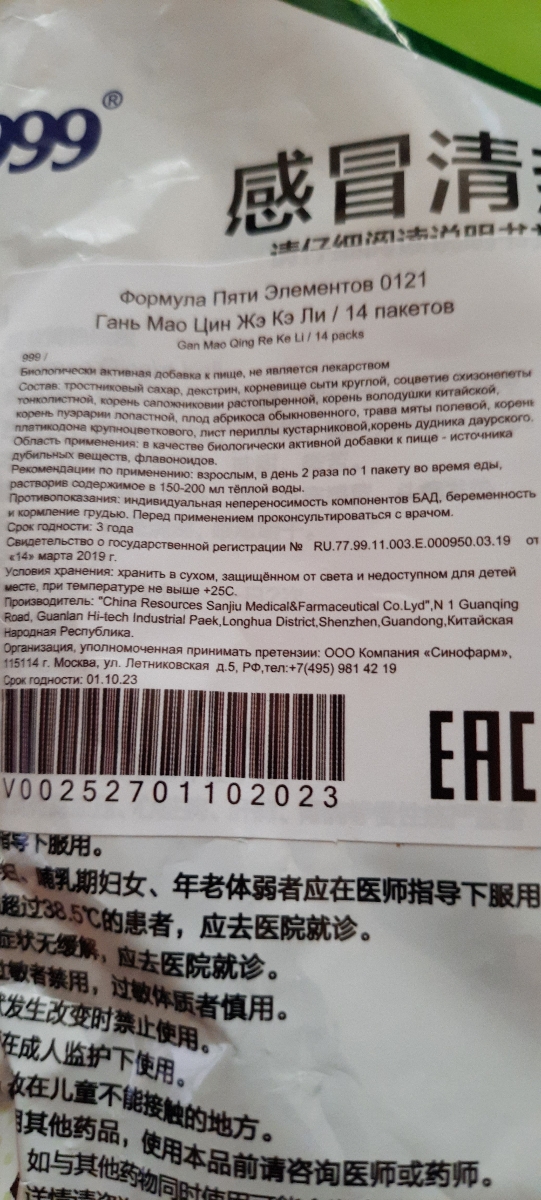 999®
感冒清
请仔细阅读说明书
Формула Пяти Элементов 0121
Гань Мао Цин Жэ Кэ Ли / 14 пакетов
Gan Mao Qing Re Ke Li / 14 packs
999 /
Биологически активная добавка к пище, не является лекарством
Состав: тростниковый сахар, декстрин, корневище сыти круглой, соцветие схизонепеты
тонколистной, корень сапожниковии растопыренной, корень володушки китайской,
корень пуэрарии лопастной, плод абрикоса обыкновенного, трава мяты полевой, корень
платикодона крупноцветкового, лист периллы кустарниковой,корень дудника даурского.
Область применения: в качестве биологически активной добавки к пище - источника
дубильных веществ, флавоноидов.
Рекомендации по применению: взрослым, в день 2 раза по 1 пакету во время еды,
растворив содержимое в 150-200 мл тёплой воды.
Противопоказания: индивидуальная непереносимость компонентов БАД, беременность
и кормление грудью. Перед применением проконсультироваться с врачом.
Срок годности: 3 года
Свидетельство о государственной регистрации № RU.77.99.11.003.E.000950.03.19 от
«14» марта 2019 г.
Условия хранения: хранить в сухом, защищённом от света и недоступном для детей
месте, при температуре не выше +25С.
Производитель: "China Resources Sanjiu Medical&Farmaceutical Co.Lyd",N 1 Guanqing
Road, Guanlan Hi-tech Industrial Paek,Longhua District,Shenzhen,Guandong,Китайская
Народная Республика.
Организация, уполномоченная принимать претензии: ООО Компания «Синофарм»,
115114 г. Москва, ул. Летниковская д.5, РФ,тел:+7(495) 981 42 19
Срок годности: 01.10.23
EAC
V00252701102023
指导下服用。
妇、哺乳期妇女、年老体弱者应在医师指导下服用
超过38.5℃的患者，应去医院就诊。
症状无缓解，应去医院就诊。
过敏者禁用，过敏体质者慎用。
发生改变时禁止使用。
在成人监护下使用。
放在儿童不能接触的地方。
用其他药品，使用本品前请咨询医师或药师。
如与其他药物同时使用